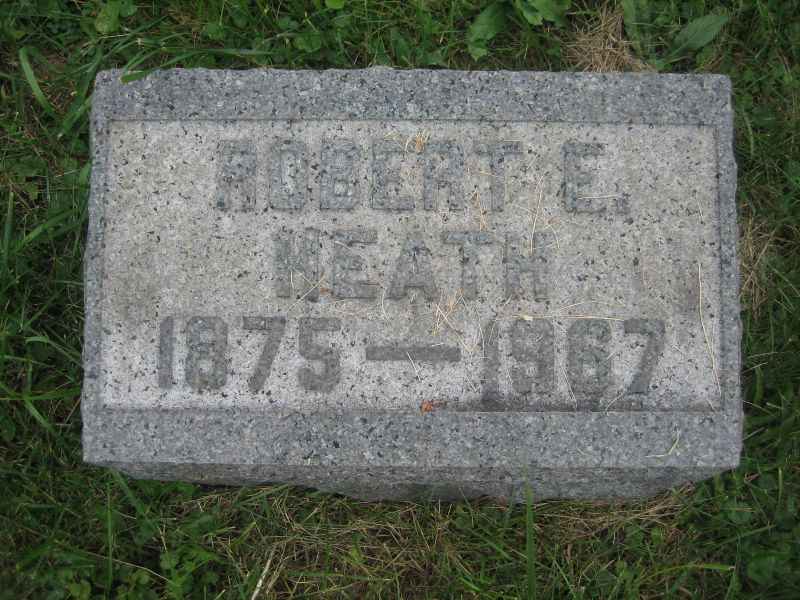 ROBERT E.
HEATH
1875 — 1967